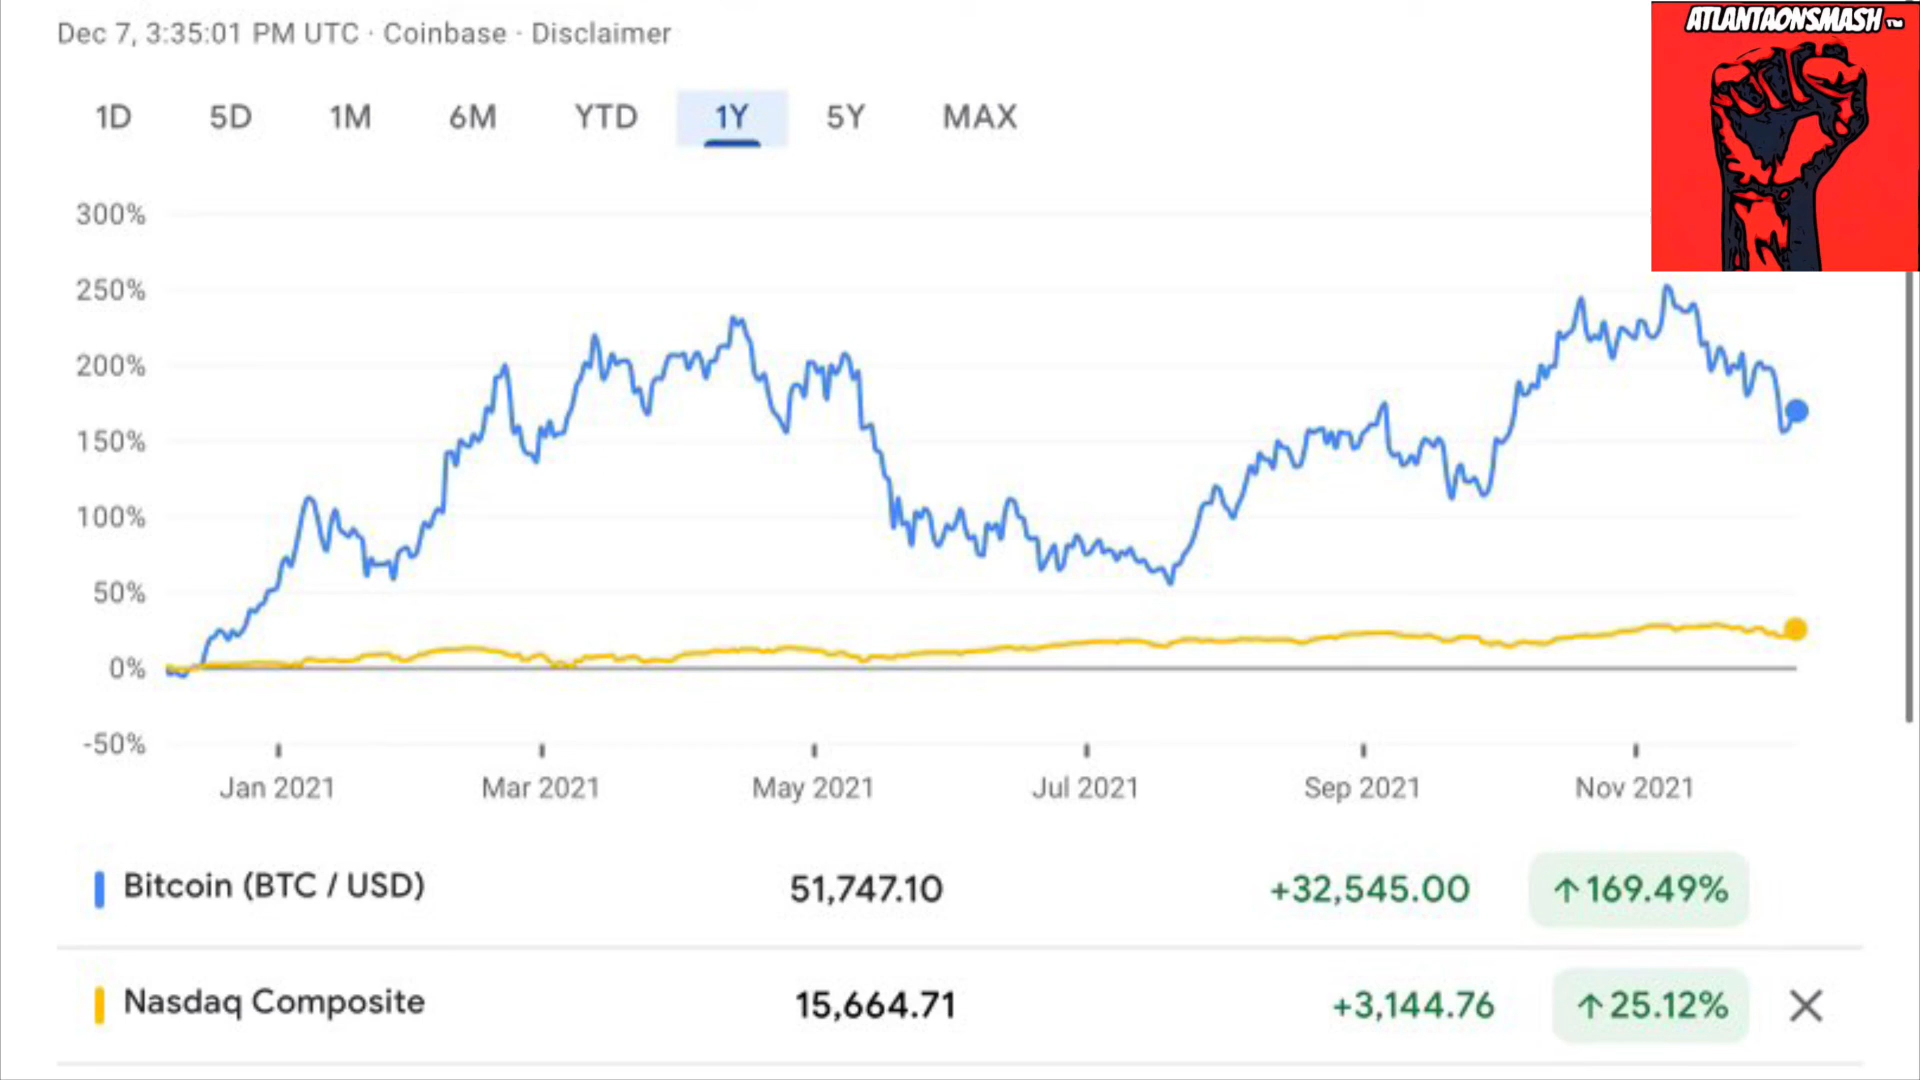 Dec 7, 3:35:01 PM UTC · Coinbase · Disclaimer
ATLANTAONSMASH TM
1D 5D 1M 6M YTD 1Y 5Y MAX
300%
250%
200%
150%
100%
50%
0%
-50%
Jan 2021 Mar 2021 May 2021 Jul 2021 Sep 2021 Nov 2021
Bitcoin (BTC / USD) 51,747.10 +32,545.00 ↑169.49%
Nasdaq Composite 15,664.71 +3,144.76 ↑25.12%